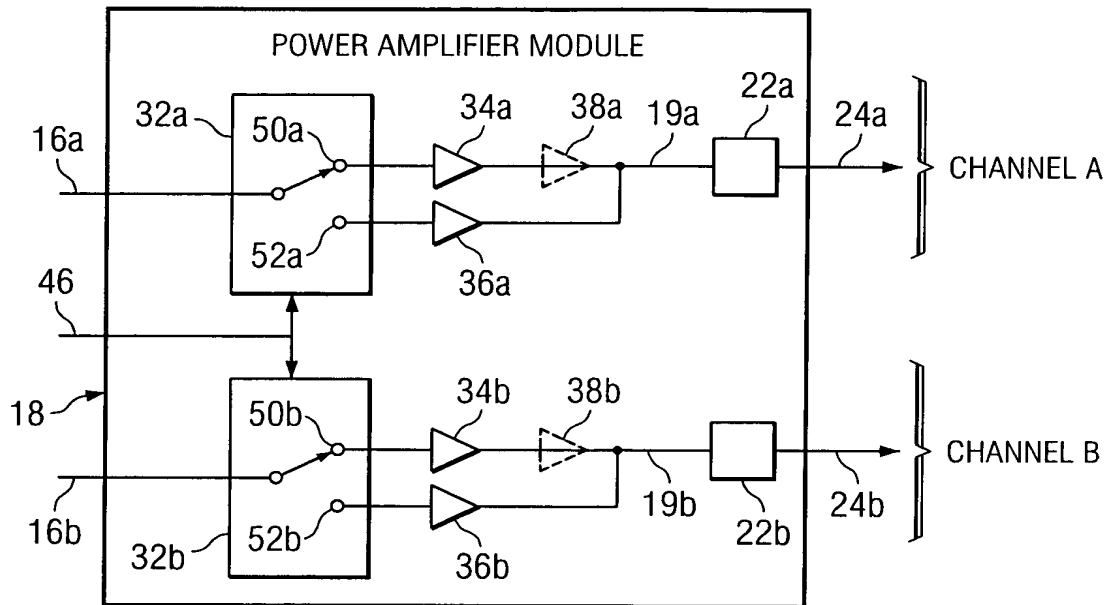 POWER AMPLIFIER MODULE
32a
50a
34a
38a
19a
22a
24a
16a
CHANNEL A
52a
36a
46
18
50b
34b
38b
CHANNEL B
16b
52b
32b
36b
19b
22b
24b